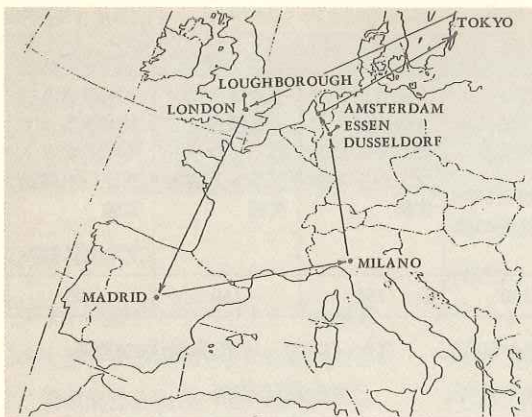 TOKYO
LOUGHBOROUGH
LONDON
AMSTERDAM
ESSEN
DUSSELDORF
MILANO
MADRID